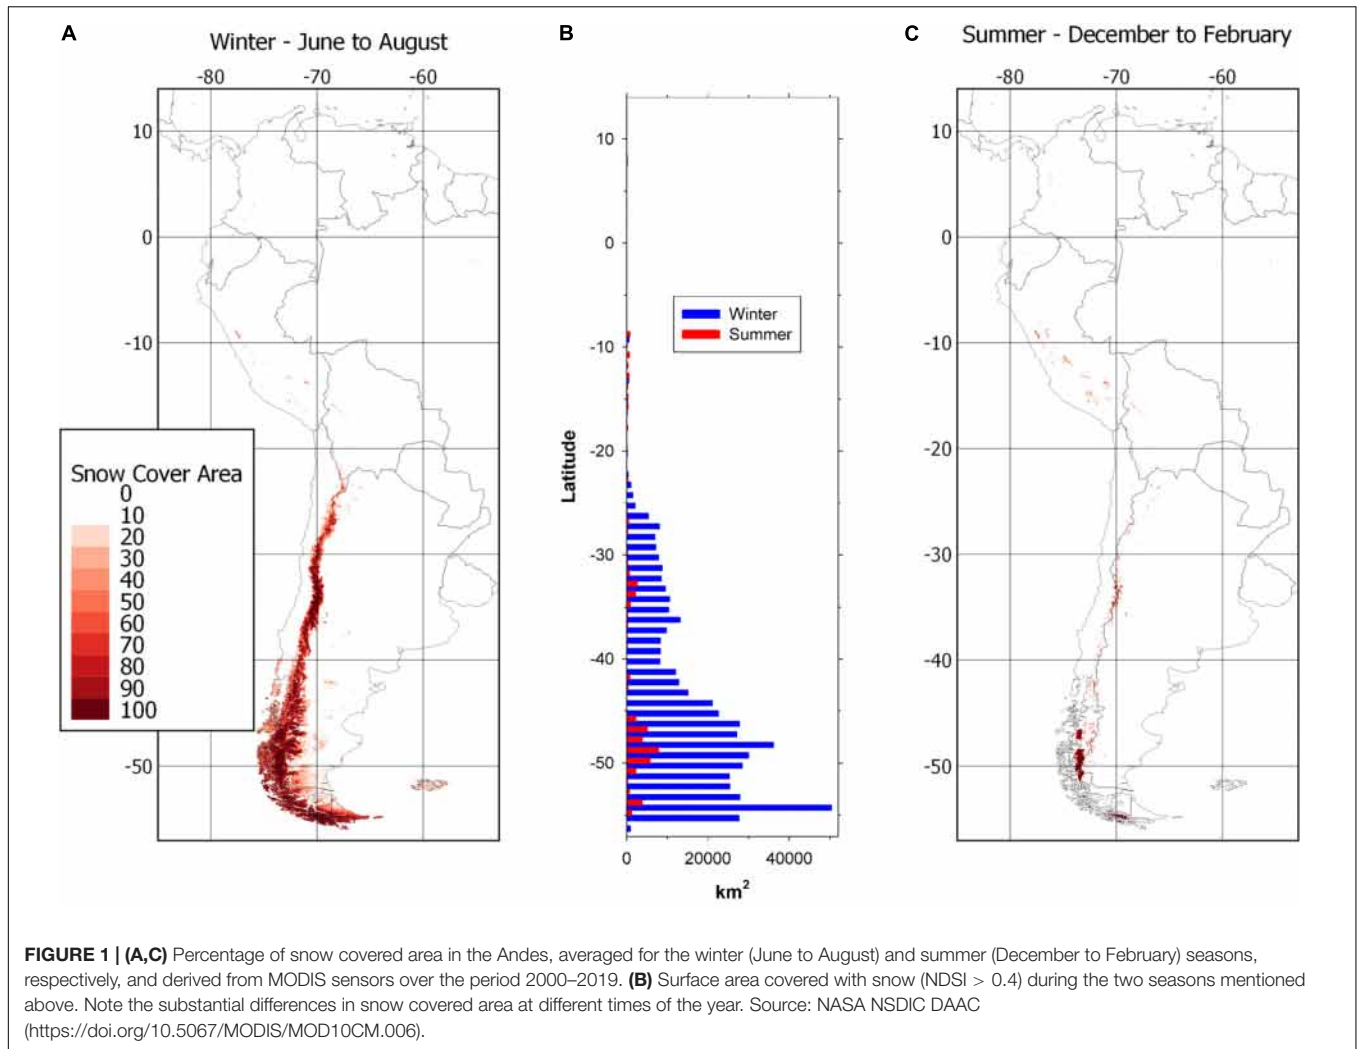 A
Winter - June to August
-80
-70
-60
10
0
-10
-20
-30
-40
-50
Snow Cover Area
0
10
20
30
40
50
60
70
80
90
100
B
10
0
-10
-20
-30
-40
-50
Latitude
Winter
Summer
0
20000
40000
km2
C
Summer - December to February
-80
-70
-60
10
0
-10
-20
-30
-40
-50
FIGURE 1 | (A,C) Percentage of snow covered area in the Andes, averaged for the winter (June to August) and summer (December to February) seasons,
respectively, and derived from MODIS sensors over the period 2000–2019. (B) Surface area covered with snow (NDSI > 0.4) during the two seasons mentioned
above. Note the substantial differences in snow covered area at different times of the year. Source: NASA NSDIC DAAC
(https://doi.org/10.5067/MODIS/MOD10CM.006).